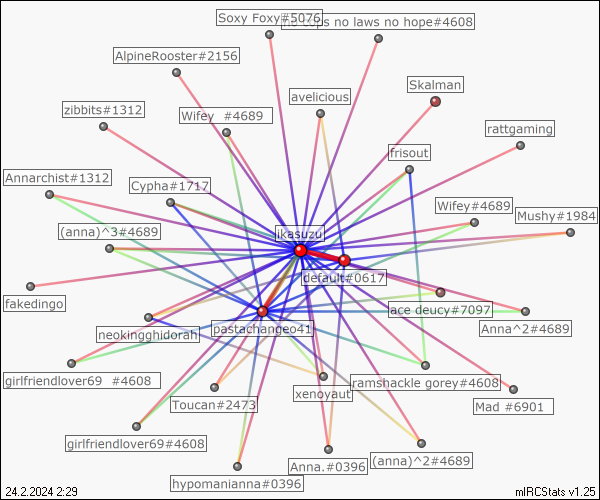 Soxy Foxy#5076
no cops no laws no hope#4608
AlpineRooster#2156
Skalman
avelicious
zibbits#1312
Wifey  #4689
rattgaming
frisout
Annarchist#1312
Cypha#1717
Wifey#4689
Mushy#1984
(anna)^3#4689
ikasuzu
default#0617
fakedingo
ace deucy#7097
neokingghidorah
pastachangeo41
Anna^2#4689
girlfriendlover69  #4608
ramshackle gorey#4608
xenoyaut
Toucan#2473
Mad #6901
girlfriendlover69#4608
Anna.#0396
(anna)^2#4689
hypomanianna#0396
24.2.2024 2:29
mIRCStats v1.25